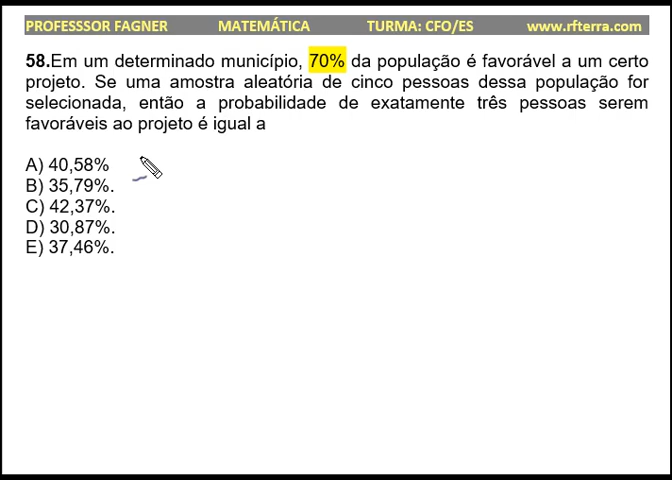 PROFESSSOR FAGNER MATEMÁTICA TURMA: CFO/ES www.rfterra.com
58.Em um determinado município, 70% da população é favorável a um certo
projeto. Se uma amostra aleatória de cinco pessoas dessa população for
selecionada, então a probabilidade de exatamente três pessoas serem
favoráveis ao projeto é igual a
A) 40,58%
B) 35,79%.
C) 42,37%.
D) 30,87%.
E) 37,46%.